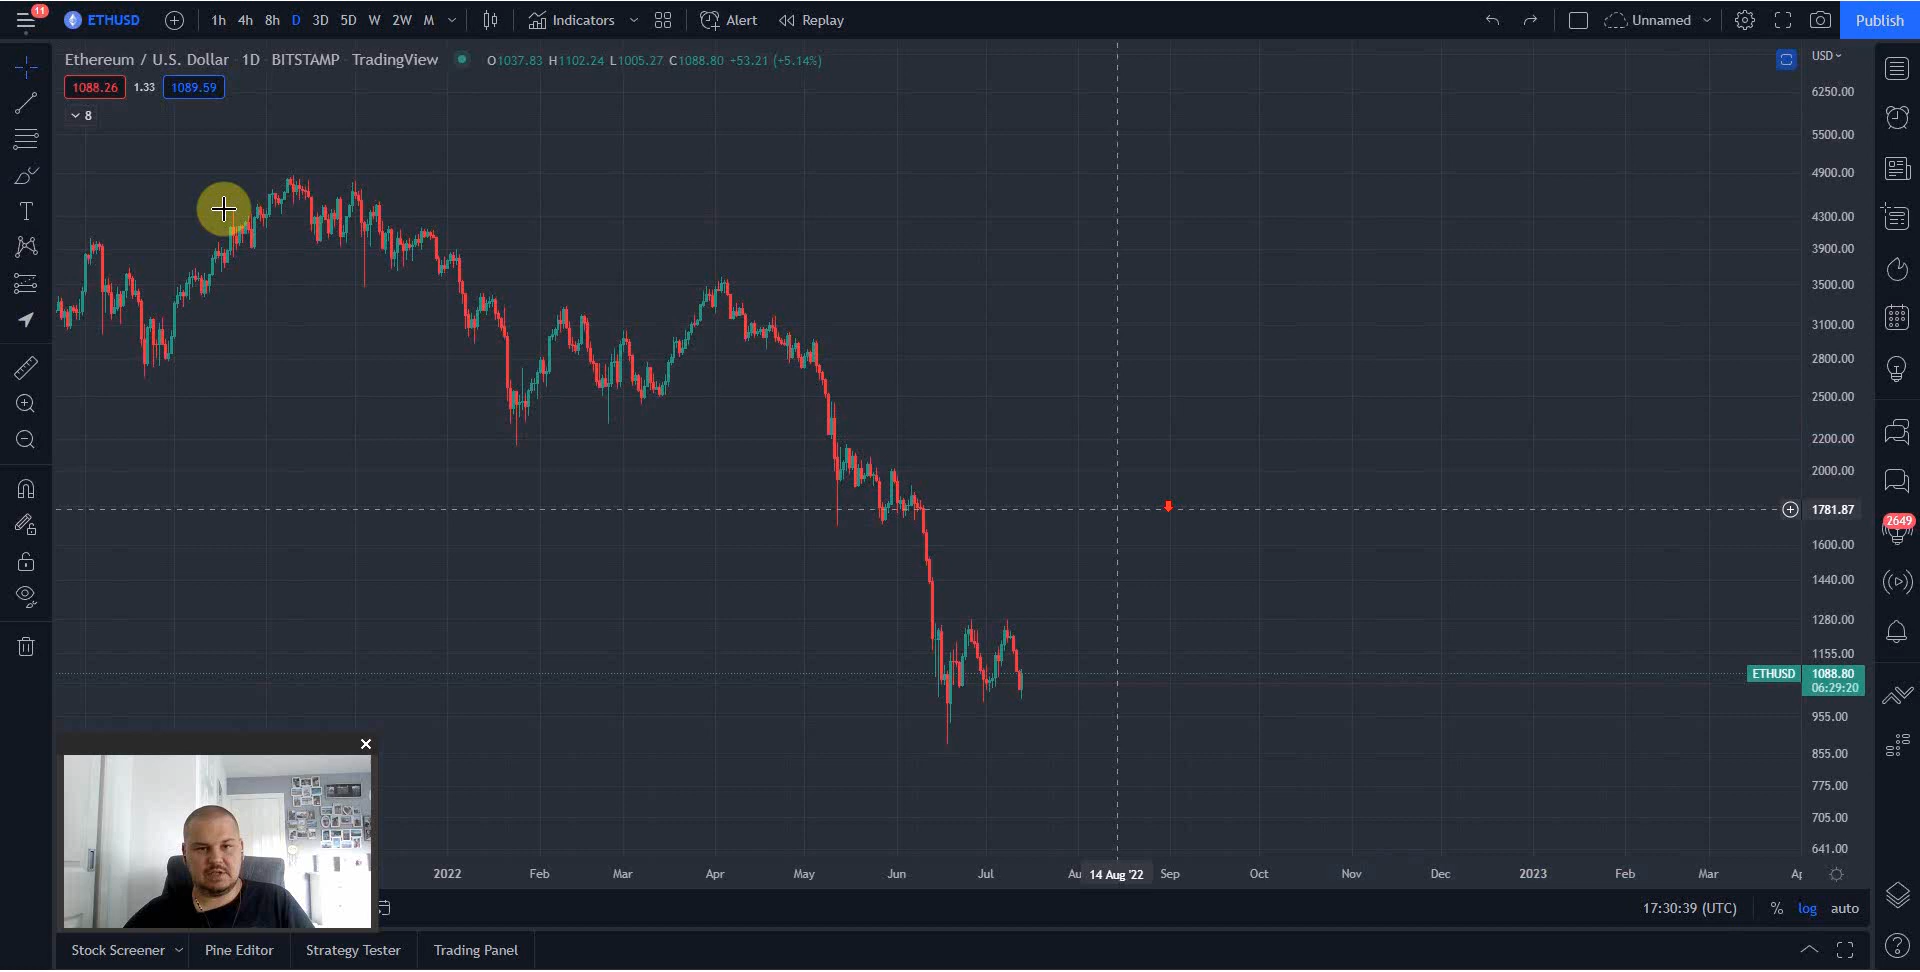 11
ETHUSD
1h 4h 8h D 3D 5D W 2W M
Indicators
Alert
Replay
Unnamed
Publish
Ethereum / U.S. Dollar 1D BITSTAMP TradingView
O1037.83 H1102.24 L1005.27 C1088.80 +53.21 (+5.14%)
1088.26 1.33 1089.59
8
USD
6250.00
5500.00
4900.00
4300.00
3900.00
3500.00
3100.00
2800.00
2500.00
2200.00
2000.00
1781.87
1600.00
1440.00
1280.00
1155.00
ETHUSD 1088.80
06:29:20
955.00
855.00
775.00
705.00
641.00
2649
2022 Feb Mar Apr May Jun Jul Au 14 Aug '22 Sep Oct Nov Dec 2023 Feb Mar Ap
17:30:39 (UTC) % log auto
Stock Screener Pine Editor Strategy Tester Trading Panel